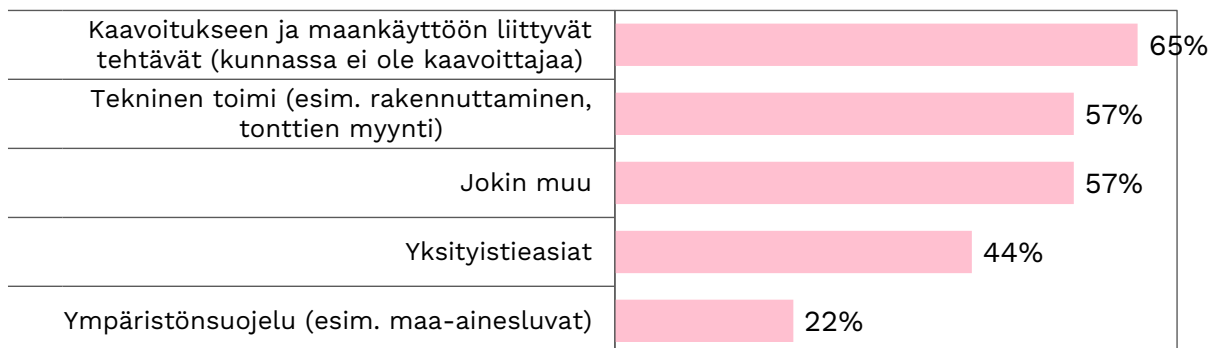 Kaavoitukseen ja maankäyttöön liittyvät
tehtävät (kunnassa ei ole kaavoittajaa)
65%
Tekninen toimi (esim. rakennuttaminen,
tonttien myynti)
57%
Jokin muu
57%
Yksityistieasiat
44%
Ympäristönsuojelu (esim. maa-ainesluvat)
22%